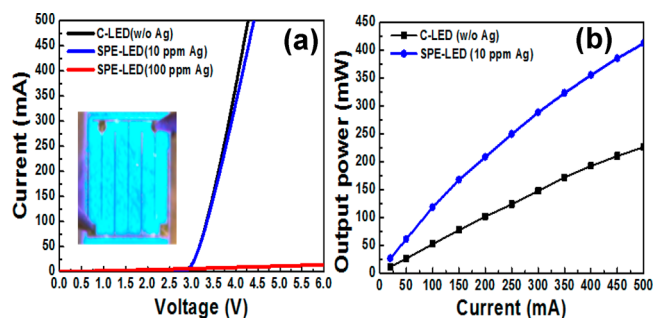 (a)
C-LED(w/o Ag)
SPE-LED(10 ppm Ag)
SPE-LED(100 ppm Ag)
Current (mA)
500
450
400
350
300
250
200
150
100
50
0
0.0 0.5 1.0 1.5 2.0 2.5 3.0 3.5 4.0 4.5 5.0 5.5 6.0
Voltage (V)
(b)
C-LED (w/o Ag)
SPE-LED (10 ppm Ag)
Output power (mW)
450
400
350
300
250
200
150
100
50
0
0 50 100 150 200 250 300 350 400 450 500
Current (mA)